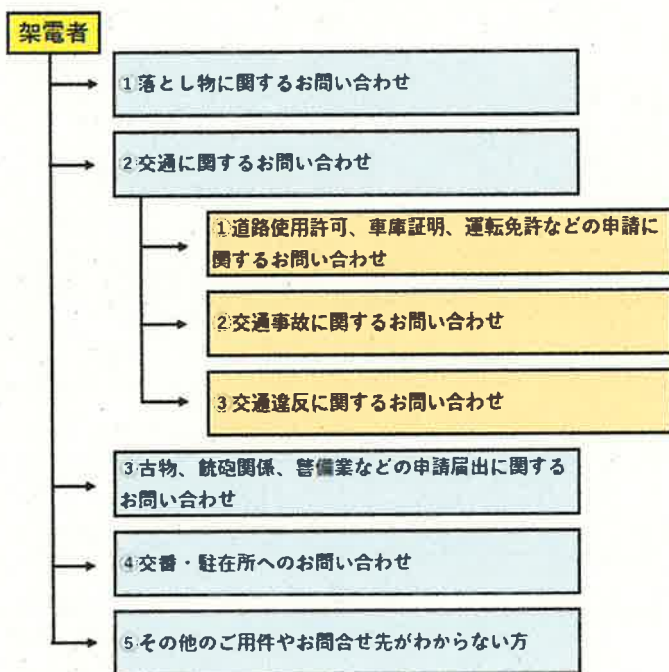 架電者
①落とし物に関するお問い合わせ
②交通に関するお問い合わせ
①道路使用許可、車庫証明、運転免許などの申請に
関するお問い合わせ
②交通事故に関するお問い合わせ
③交通違反に関するお問い合わせ
③古物、銃砲関係、警備業などの申請届出に関する
お問い合わせ
④交番・駐在所へのお問い合わせ
⑤その他のご用件やお問合せ先がわからない方